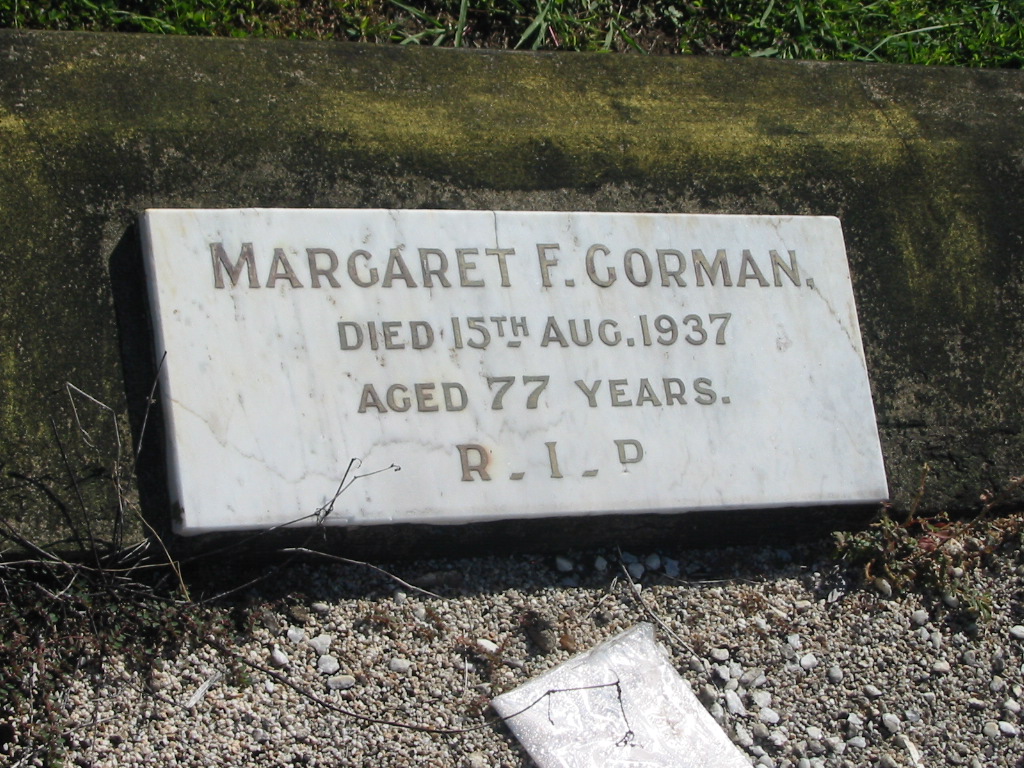 MARGARET F. GORMAN.
DIED 15TH AUG. 1937
AGED 77 YEARS.
R - I - P